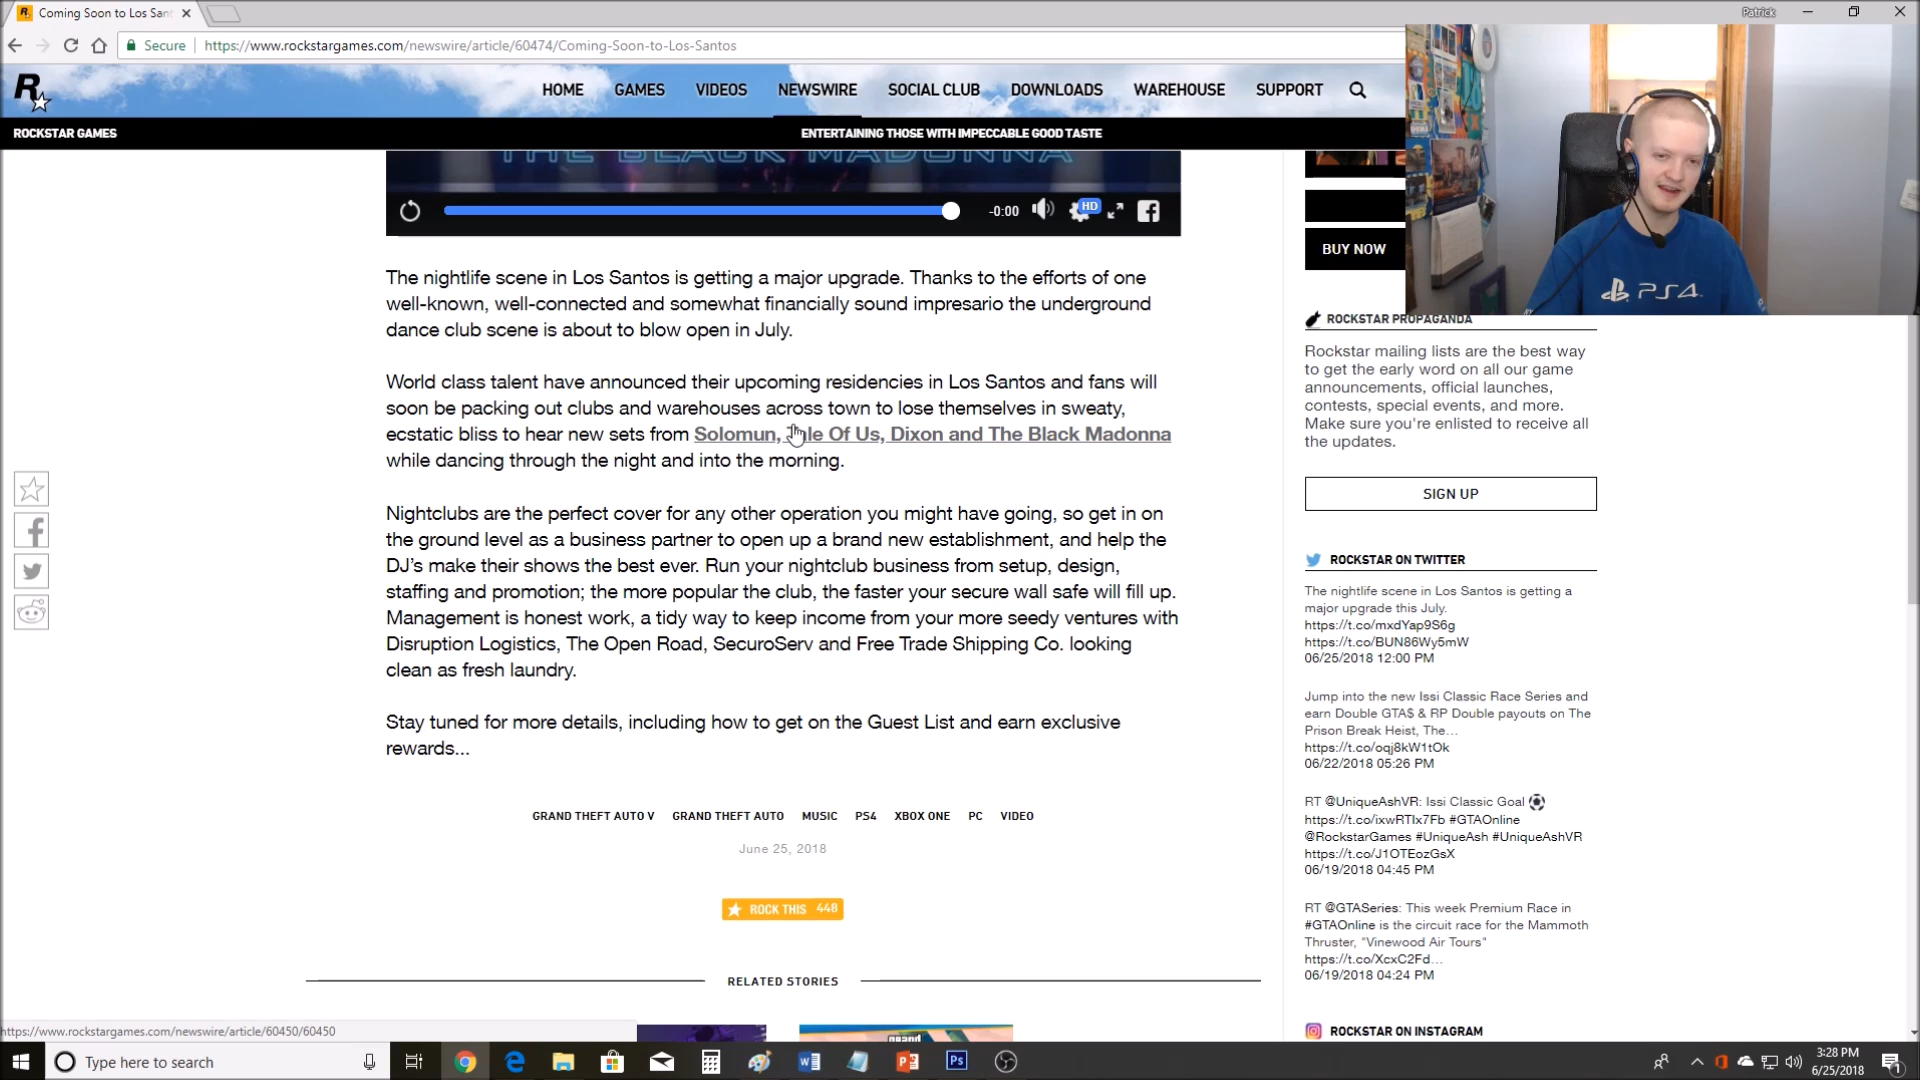 Coming Soon to Los Sant
Patrick
Secure
https://www.rockstargames.com/newswire/article/60474/Coming-Soon-to-Los-Santos
R
HOME GAMES VIDEOS NEWSWIRE SOCIAL CLUB DOWNLOADS WAREHOUSE SUPPORT
ROCKSTAR GAMES
ENTERTAINING THOSE WITH IMPECCABLE GOOD TASTE
THE BLACK MADONNA
-0:00
HD
BUY NOW
PS4
The nightlife scene in Los Santos is getting a major upgrade. Thanks to the efforts of one
well-known, well-connected and somewhat financially sound impresario the underground
dance club scene is about to blow open in July.
World class talent have announced their upcoming residencies in Los Santos and fans will
soon be packing out clubs and warehouses across town to lose themselves in sweaty,
ecstatic bliss to hear new sets from Solomun, Tale Of Us, Dixon and The Black Madonna
while dancing through the night and into the morning.
Nightclubs are the perfect cover for any other operation you might have going, so get in on
the ground level as a business partner to open up a brand new establishment, and help the
DJ's make their shows the best ever. Run your nightclub business from setup, design,
staffing and promotion; the more popular the club, the faster your secure wall safe will fill up.
Management is honest work, a tidy way to keep income from your more seedy ventures with
Disruption Logistics, The Open Road, SecuroServ and Free Trade Shipping Co. looking
clean as fresh laundry.
Stay tuned for more details, including how to get on the Guest List and earn exclusive
rewards...
GRAND THEFT AUTO V GRAND THEFT AUTO MUSIC PS4 XBOX ONE PC VIDEO
June 25, 2018
ROCK THIS 448
RELATED STORIES
ROCKSTAR PROPAGANDA
Rockstar mailing lists are the best way
to get the early word on all our game
announcements, official launches,
contests, special events, and more.
Make sure you're enlisted to receive all
the updates.
SIGN UP
ROCKSTAR ON TWITTER
The nightlife scene in Los Santos is getting a
major upgrade this July.
https://t.co/mxdYap9S6g
https://t.co/BUN86Wy5mW
06/25/2018 12:00 PM
Jump into the new Issi Classic Race Series and
earn Double GTA$ & RP Double payouts on The
Prison Break Heist, The...
https://t.co/oqj8kW1tOk
06/22/2018 05:26 PM
RT @UniqueAshVR: Issi Classic Goal ⚽
https://t.co/ixwRTIx7Fb #GTAOnline
@RockstarGames #UniqueAsh #UniqueAshVR
https://t.co/J1OTEozGsX
06/19/2018 04:45 PM
RT @GTASeries: This week Premium Race in
#GTAOnline is the circuit race for the Mammoth
Thruster, "Vinewood Air Tours"
https://t.co/XcxC2Fd...
06/19/2018 04:24 PM
ROCKSTAR ON INSTAGRAM
https://www.rockstargames.com/newswire/article/60450/60450
grand
Type here to search
Ps
3:28 PM
6/25/2018
1